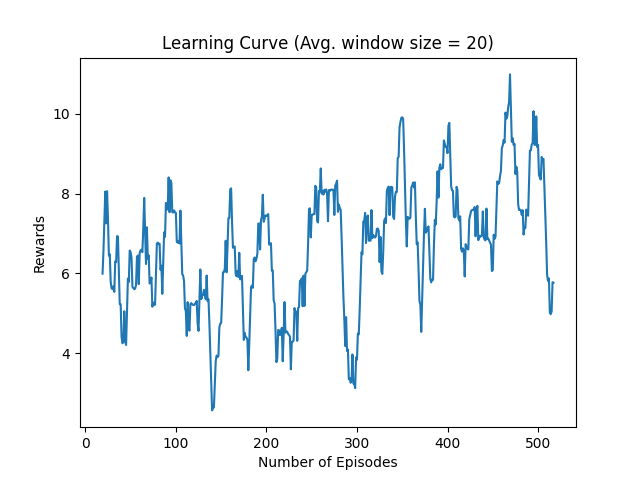 Learning Curve (Avg. window size = 20)
Rewards
10
8
6
4
0 100 200 300 400 500
Number of Episodes